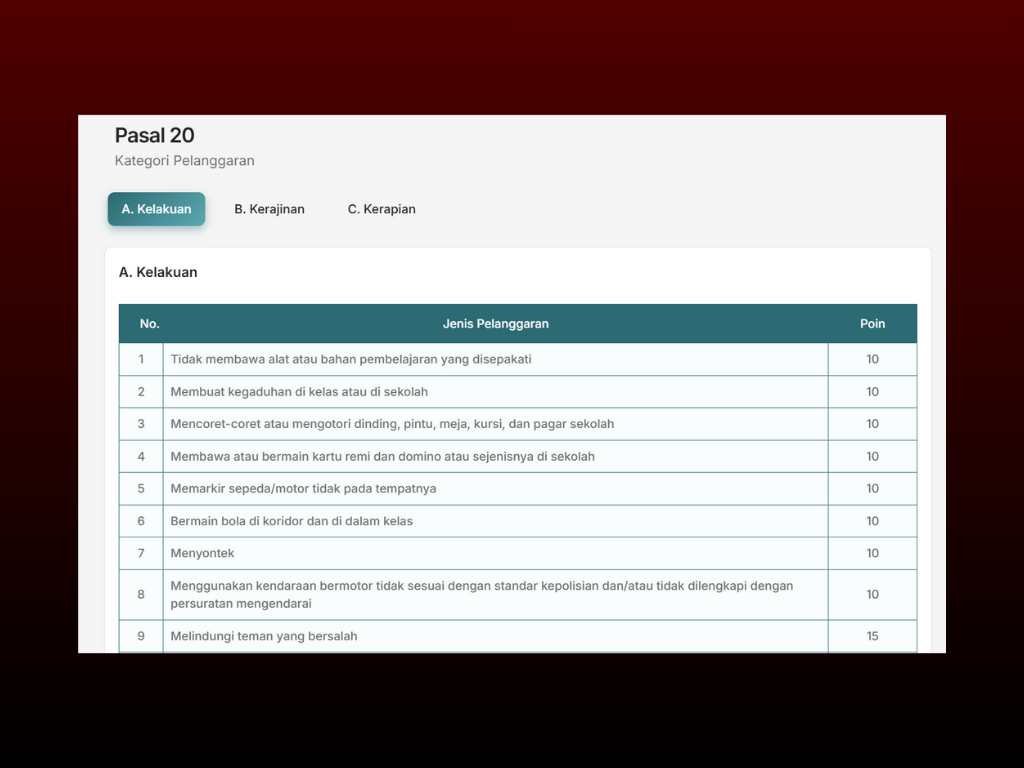 Pasal 20
Kategori Pelanggaran
A. Kelakuan B. Kerajinan C. Kerapian
A. Kelakuan
No. Jenis Pelanggaran Poin
1 Tidak membawa alat atau bahan pembelajaran yang disepakati 10
2 Membuat kegaduhan di kelas atau di sekolah 10
3 Mencoret-coret atau mengotori dinding, pintu, meja, kursi, dan pagar sekolah 10
4 Membawa atau bermain kartu remi dan domino atau sejenisnya di sekolah 10
5 Memarkir sepeda/motor tidak pada tempatnya 10
6 Bermain bola di koridor dan di dalam kelas 10
7 Menyontek 10
8 Menggunakan kendaraan bermotor tidak sesuai dengan standar kepolisian dan/atau tidak dilengkapi dengan
persuratan mengendarai 10
9 Melindungi teman yang bersalah 15